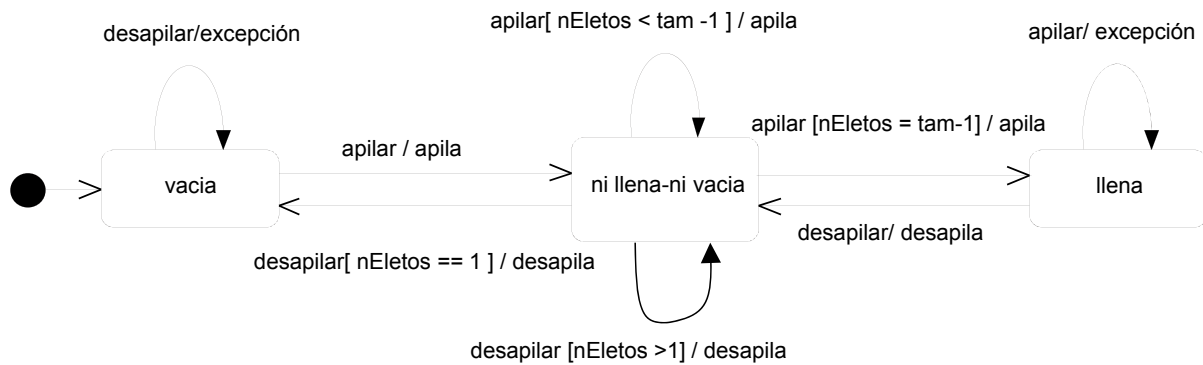 apilar[ nEletos < tam -1 ] / apila
desapilar/excepción
apilar/ excepción
apilar [nEletos = tam-1] / apila
apilar / apila
vacia
ni llena-ni vacia
llena
desapilar/ desapila
desapilar[ nEletos == 1 ] / desapila
desapilar [nEletos >1] / desapila